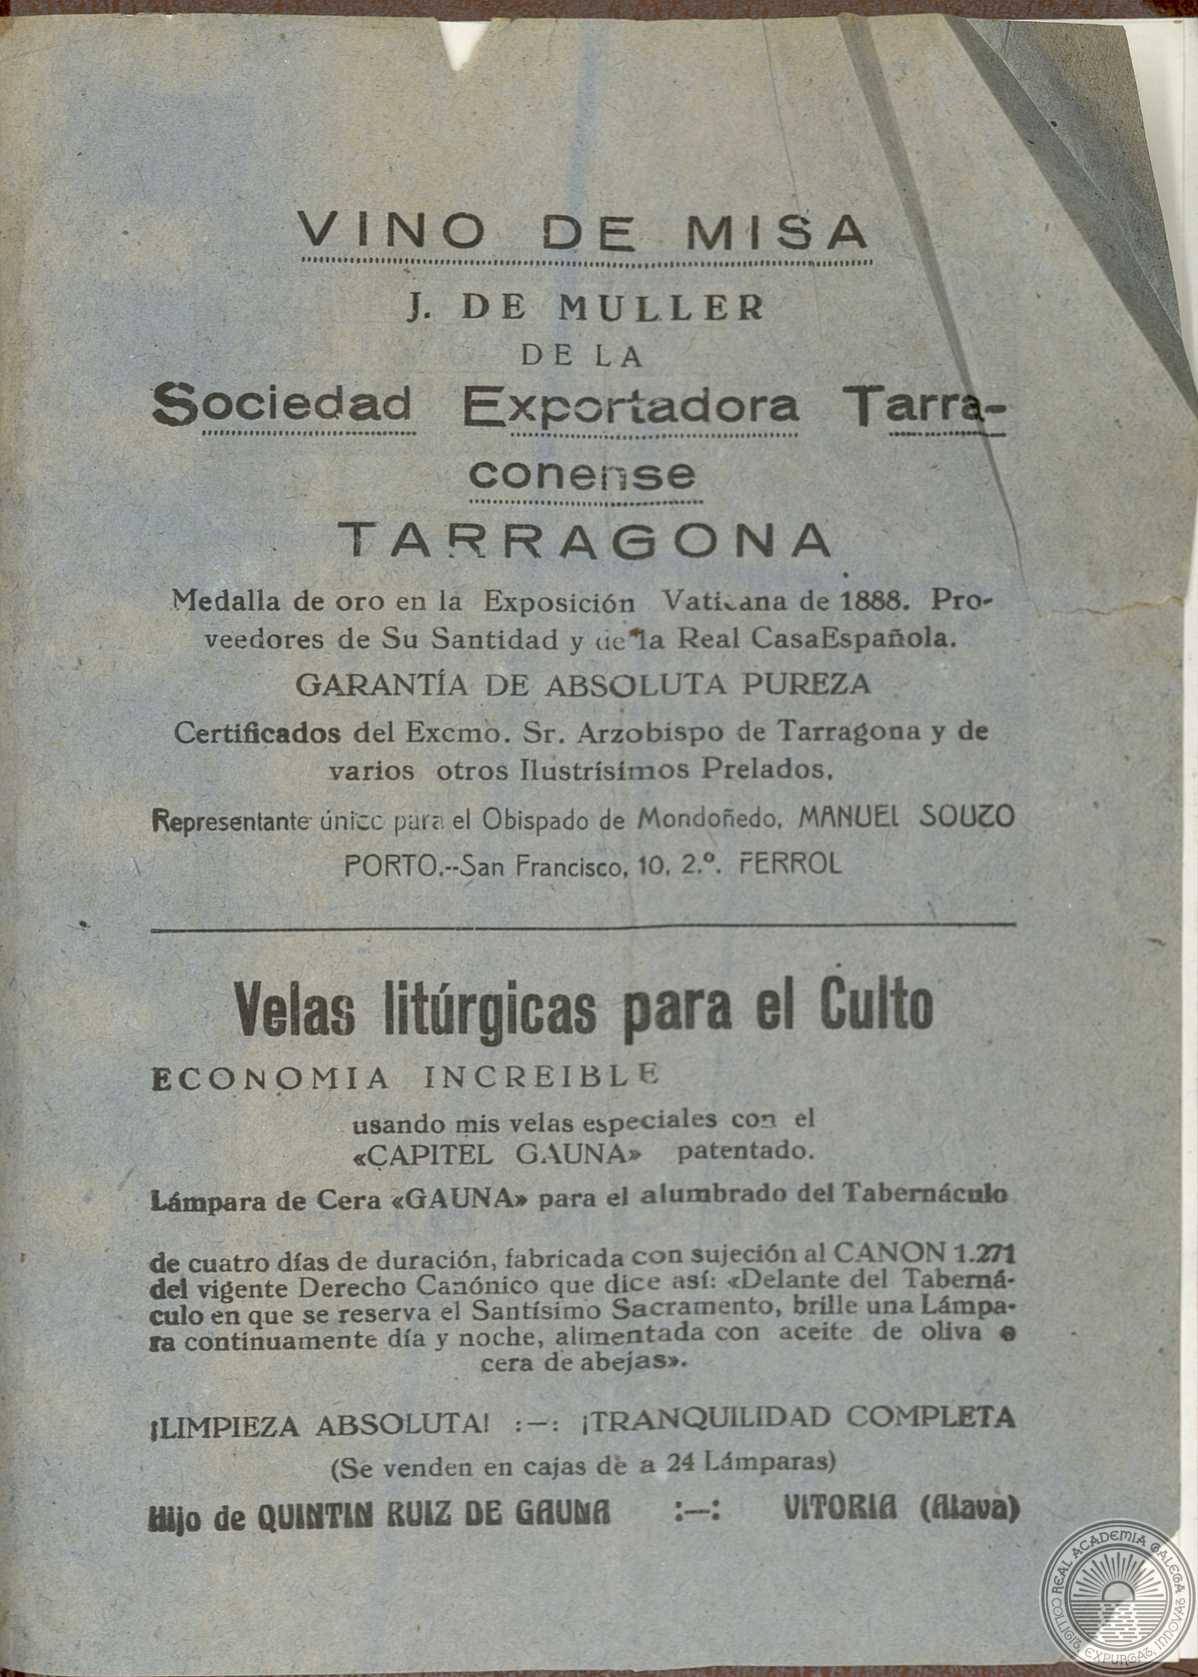 VINO DE MISA
J. DE MULLER
DE LA
Sociedad Exportadora Tarra-
conense
TARRAGONA
Medalla de oro en la Exposición Vaticana de 1888. Pro-
veedores de Su Santidad y de la Real CasaEspañola.
GARANTÍA DE ABSOLUTA PUREZA
Certificados del Excmo. Sr. Arzobispo de Tarragona y de
varios otros Ilustrísimos Prelados.
Representante único para el Obispado de Mondoñedo, MANUEL SOUZO
PORTO.--San Francisco, 10, 2.º. FERROL
Velas litúrgicas para el Culto
ECONOMIA INCREIBLE
usando mis velas especiales con el
«CAPITEL GAUNA» patentado.
Lámpara de Cera «GAUNA» para el alumbrado del Tabernáculo
de cuatro días de duración, fabricada con sujeción al CANON 1.271
del vigente Derecho Canónico que dice así: «Delante del Taberná-
culo en que se reserva el Santísimo Sacramento, brille una Lámpa-
ra continuamente día y noche, alimentada con aceite de oliva o
cera de abejas».
¡LIMPIEZA ABSOLUTA! :—: ¡TRANQUILIDAD COMPLETA
(Se venden en cajas de a 24 Lámparas)
Hijo de QUINTIN RUIZ DE GAUNA :—: VITORIA (Alava)
REAL ACADEMIA GALEGA
COLLIGIT, EXPURGAT, INNOVAT